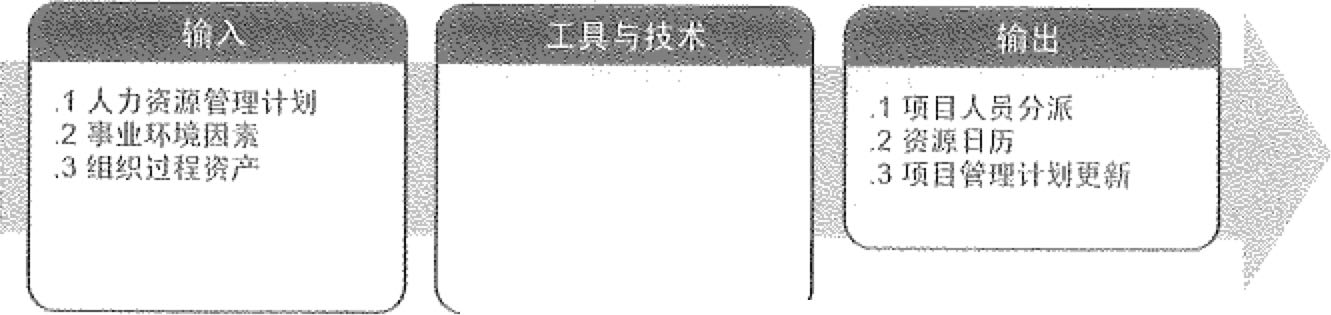 输入
.1 人力资源管理计划
.2 事业环境因素
.3 组织过程资产
工具与技术
输出
.1 项目人员分派
.2 资源日历
.3 项目管理计划更新